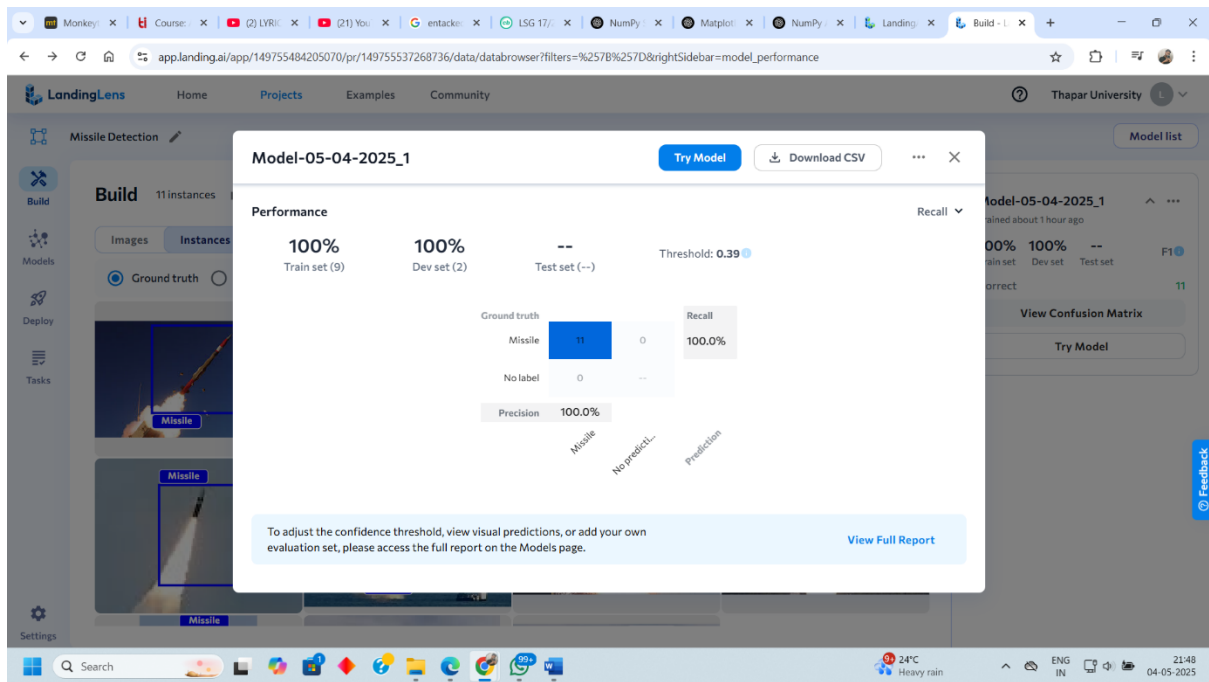 Monkeyt
Course:
(2) LYRIC
(21) You
entacke
LSG 17/
NumPy
Matplotl
NumPy
Landing
Build - L
app.landing.ai/app/149755484205070/pr/149755537268736/data/databrowser?filters=%257B%257D&rightSidebar=model_performance
LandingLens
Home
Projects
Examples
Community
Thapar University
L
Missile Detection
Model list
Build
Models
Deploy
Tasks
Settings
Build
11 instances
Images
Instances
Ground truth
Missile
Missile
Missile
Model-05-04-2025_1
Try Model
Download CSV
Performance
Recall
100%
Train set (9)
100%
Dev set (2)
--
Test set (--)
Threshold: 0.39
Ground truth
Recall
Missile 11 0 100.0%
No label 0 --
Precision 100.0%
Missile
No predicti...
Prediction
To adjust the confidence threshold, view visual predictions, or add your own
evaluation set, please access the full report on the Models page.
View Full Report
Model-05-04-2025_1
rained about 1 hour ago
00% 100% --
rain set Dev set Test set
F1
orrect 11
View Confusion Matrix
Try Model
Feedback
Search
1
99+
9
24°C
Heavy rain
ENG
IN
21:48
04-05-2025